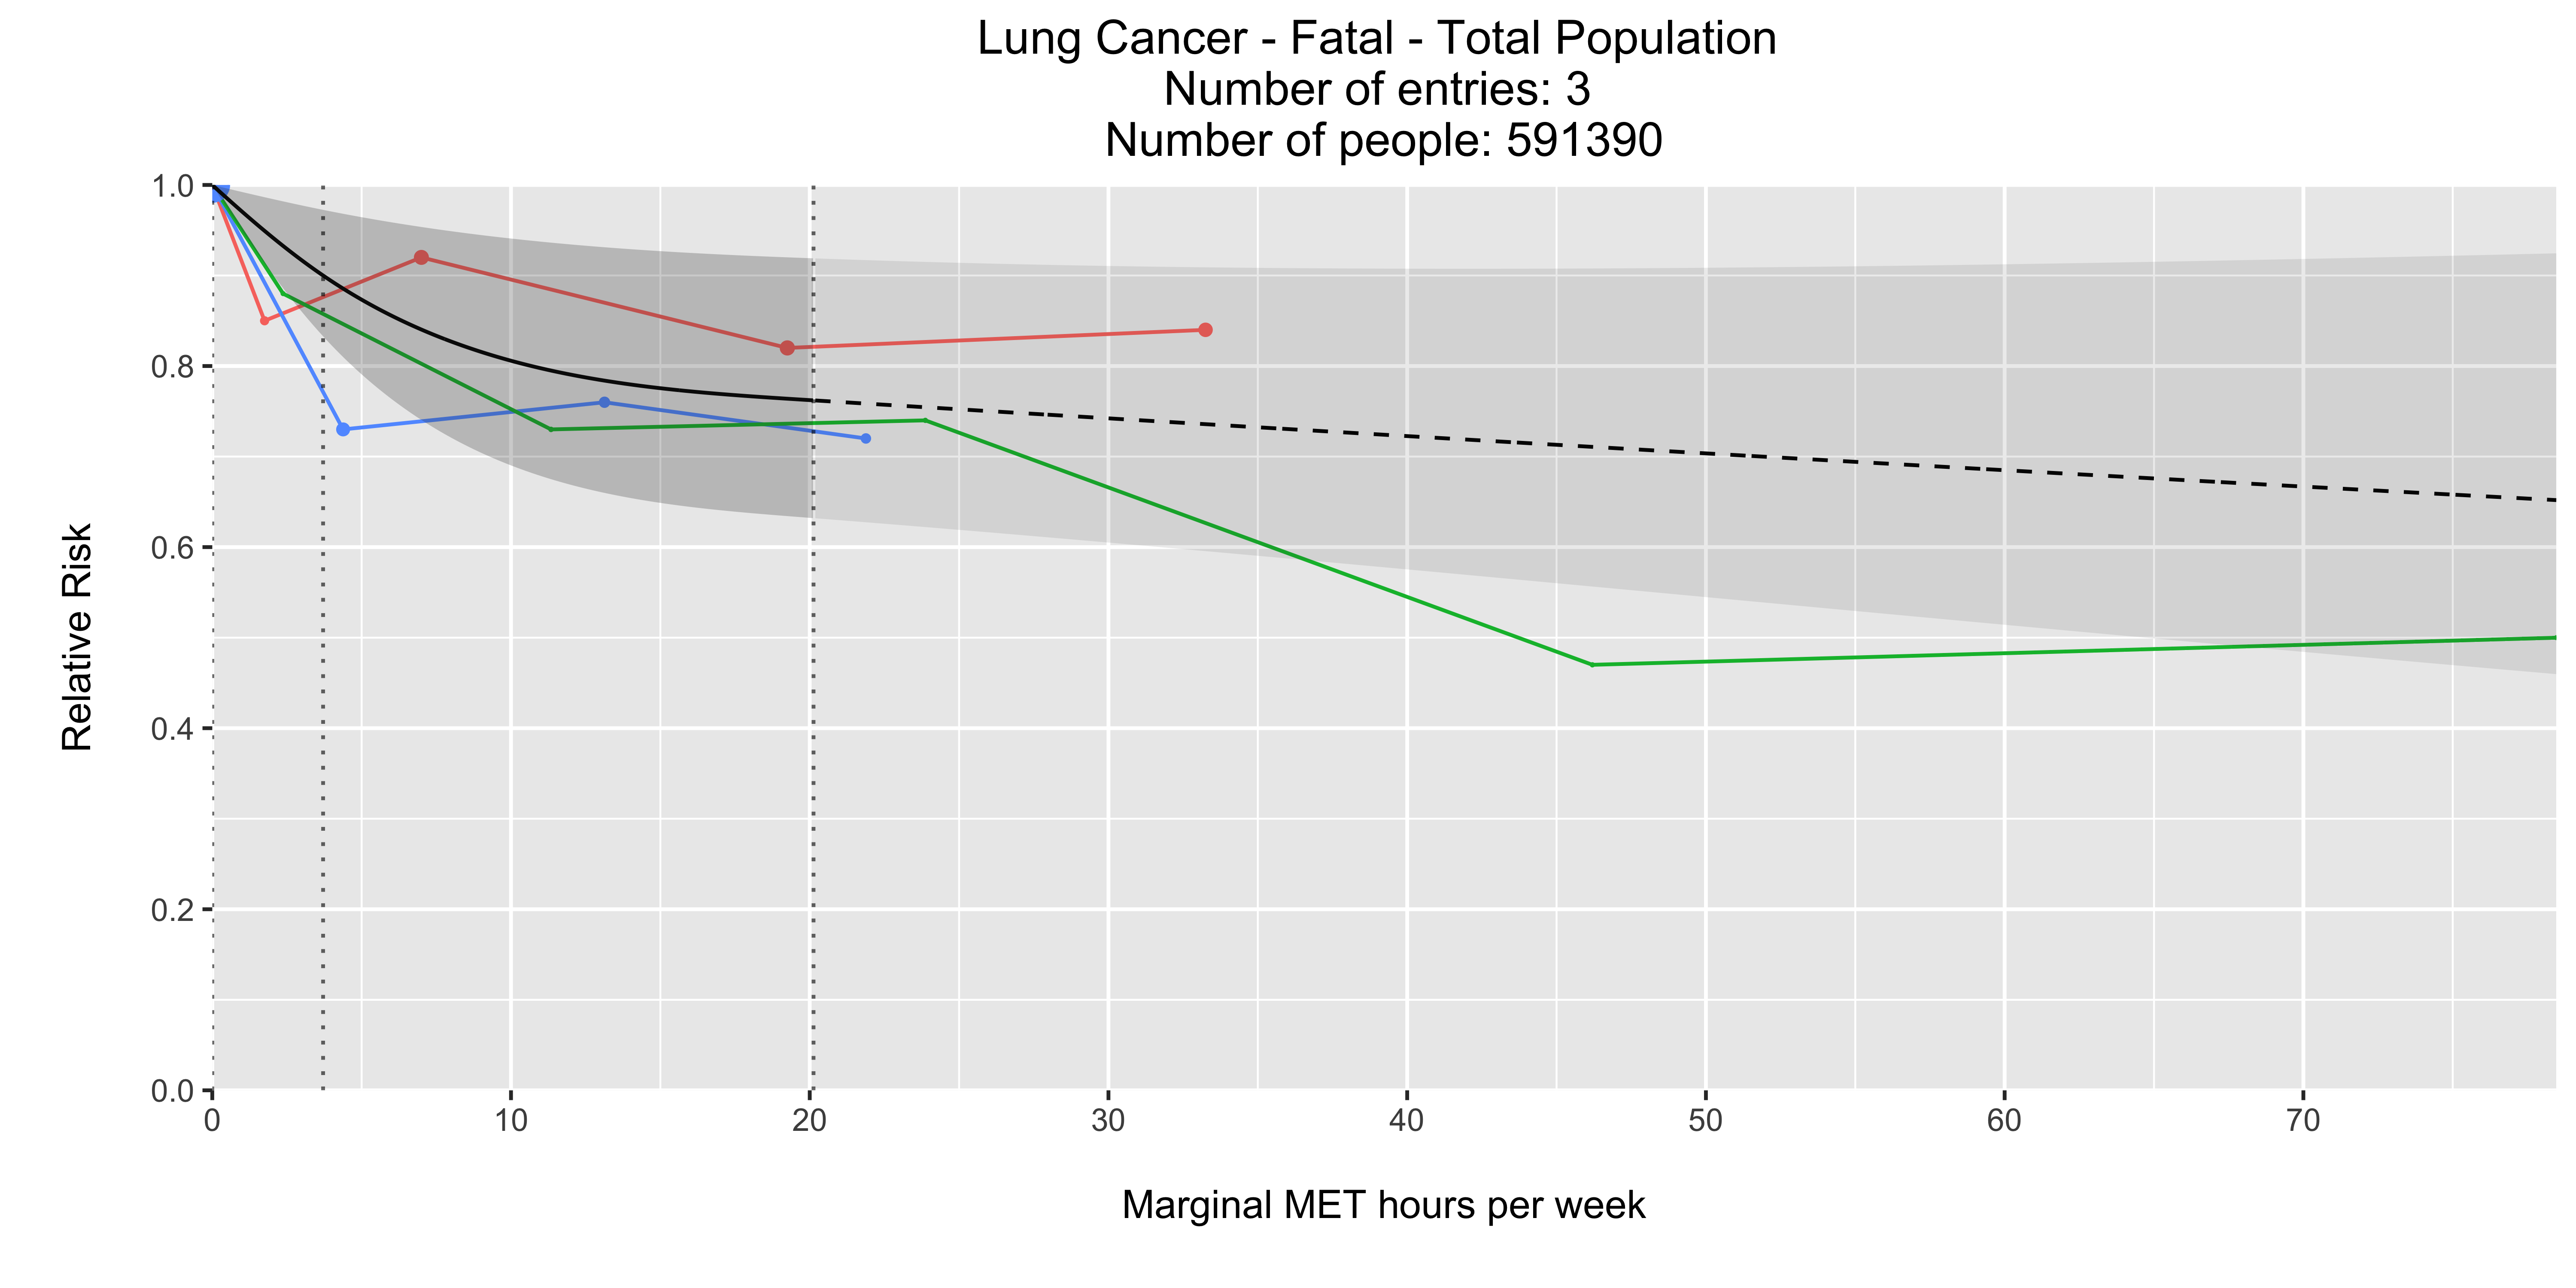 Lung Cancer - Fatal - Total Population
Number of entries: 3
Number of people: 591390
1.0
0.8
0.6
0.4
0.2
0.0
Relative Risk
0 10 20 30 40 50 60 70
Marginal MET hours per week